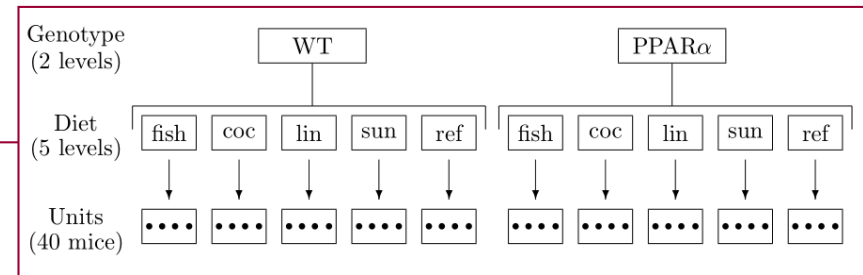 Genotype
(2 levels)
WT
PPARα
Diet
(5 levels)
fish coc lin sun ref fish coc lin sun ref
Units
(40 mice)